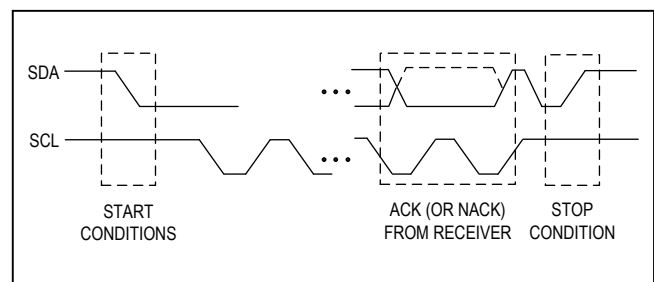 SDA
SCL
START
CONDITIONS
ACK (OR NACK)
FROM RECEIVER
STOP
CONDITION